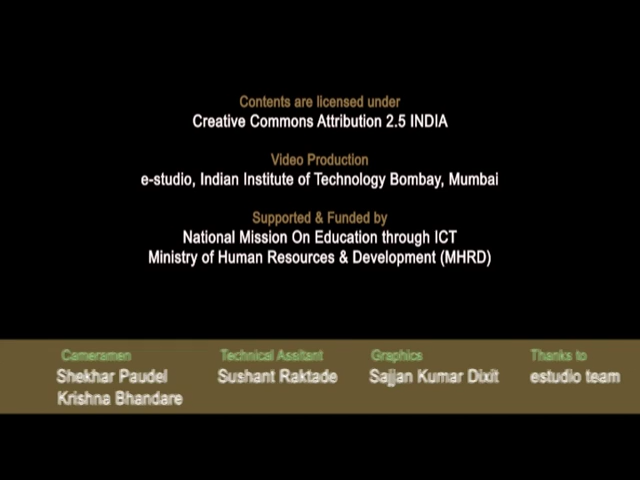 Contents are licensed under
Creative Commons Attribution 2.5 INDIA
Video Production
e-studio, Indian Institute of Technology Bombay, Mumbai
Supported & Funded by
National Mission On Education through ICT
Ministry of Human Resources & Development (MHRD)
Cameramen Technical Assitant Graphics Thanks to
Shekhar Paudel Sushant Raktade Sajjan Kumar Dixit estudio team
Krishna Bhandare